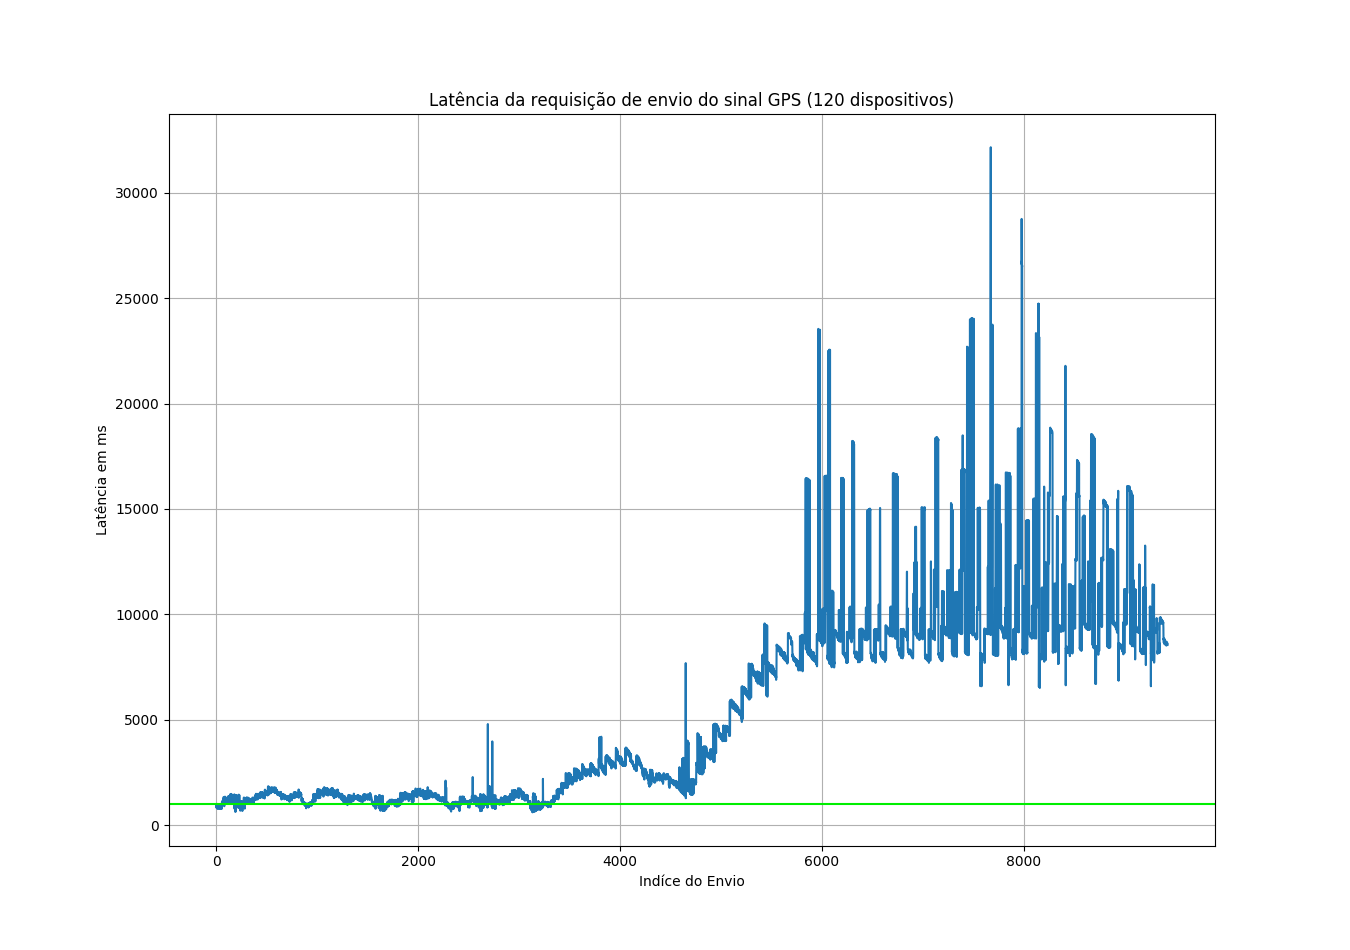 Latência da requisição de envio do sinal GPS (120 dispositivos)
30000
25000
20000
15000
10000
5000
0
Latência em ms
0 2000 4000 6000 8000
Indíce do Envio